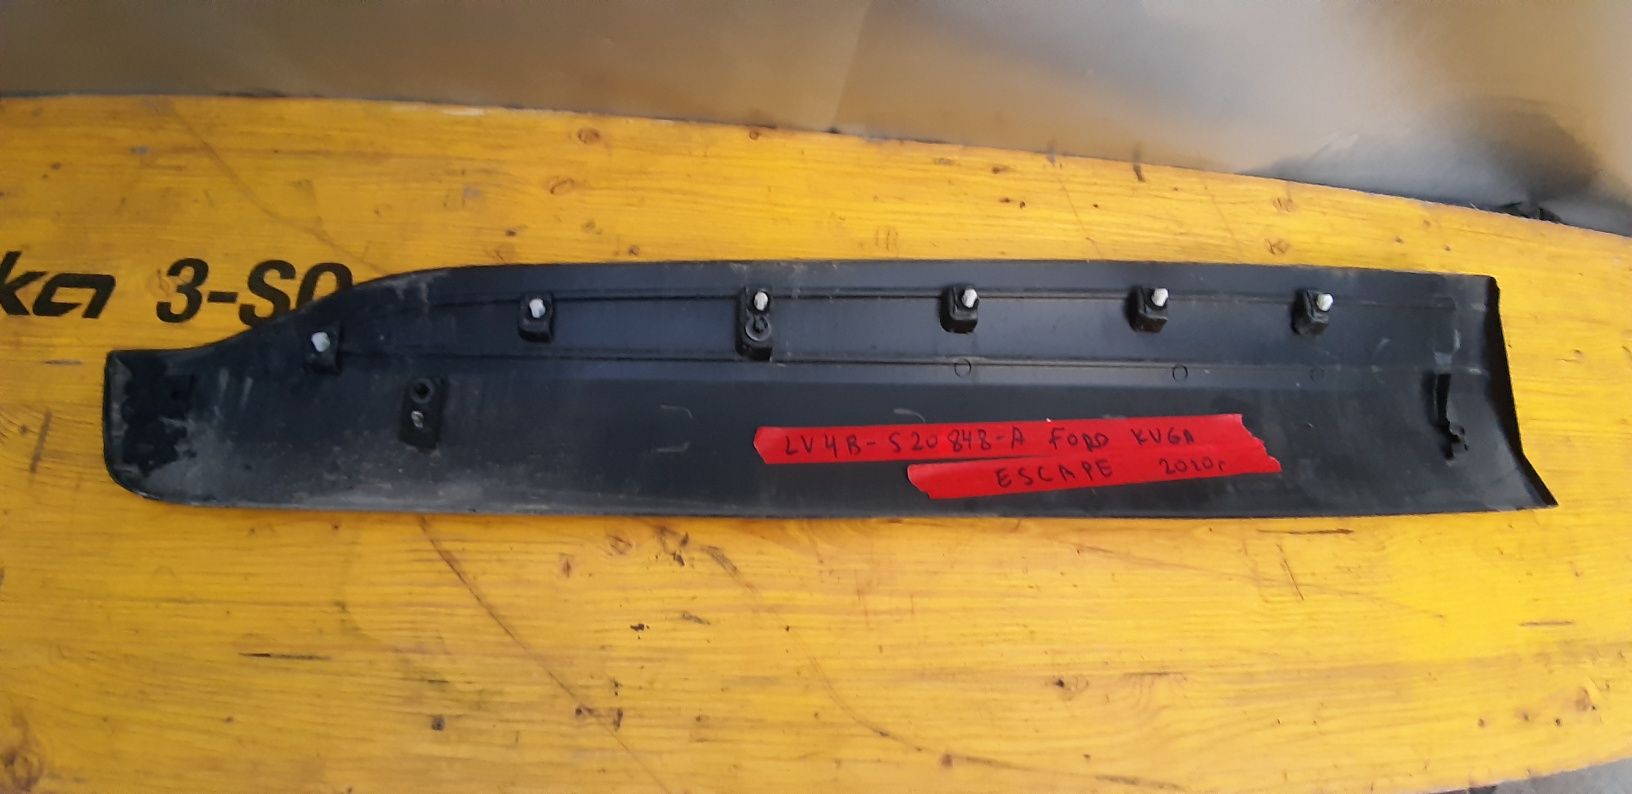 ka 3-SO
LV4B-S20848-A FORD KUGA
ESCAPE 2020г